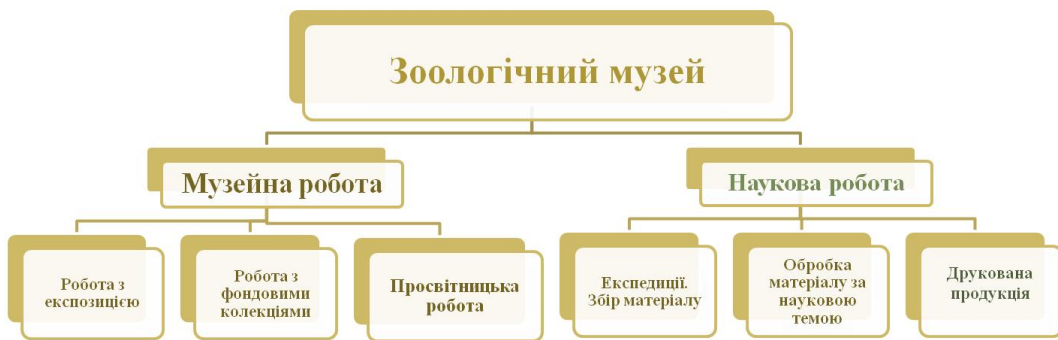 Зоологічний музей
Музейна робота
Наукова робота
Робота з
експозицією
Робота з
фондовими
колекціями
Просвітницька
робота
Експедиції.
Збір матеріалу
Обробка
матеріалу за
науковою
темою
Друкована
продукція